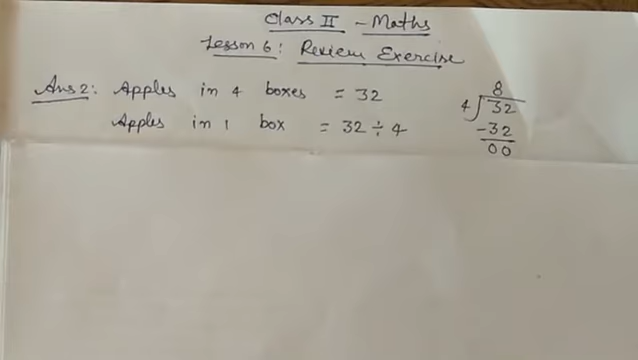 Class II - Maths
Lesson 6: Review Exercise
Ans 2: Apples in 4 boxes = 32
Apples in 1 box = 32 ÷ 4
8
4 ) 32
-32
00